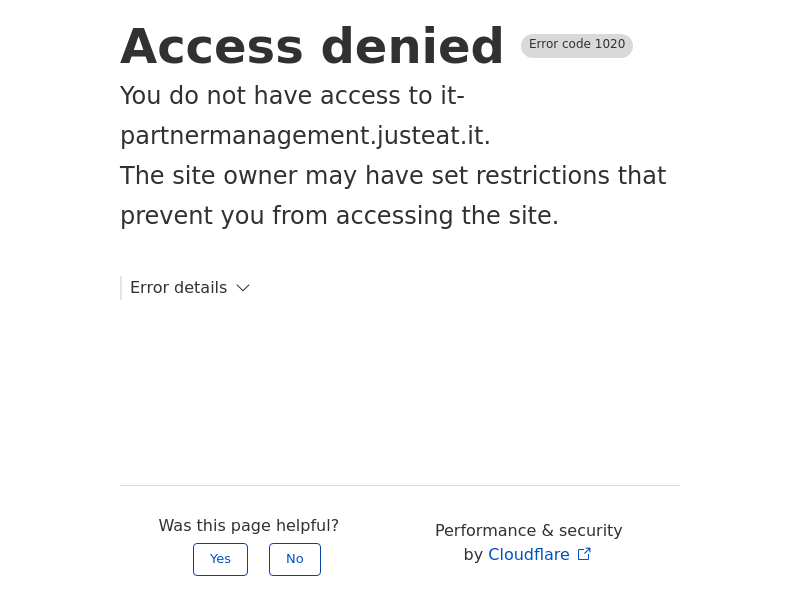 Access denied Error code 1020
You do not have access to it-
partnermanagement.justeat.it.
The site owner may have set restrictions that
prevent you from accessing the site.
Error details
Was this page helpful?
Yes No
Performance & security
by Cloudflare